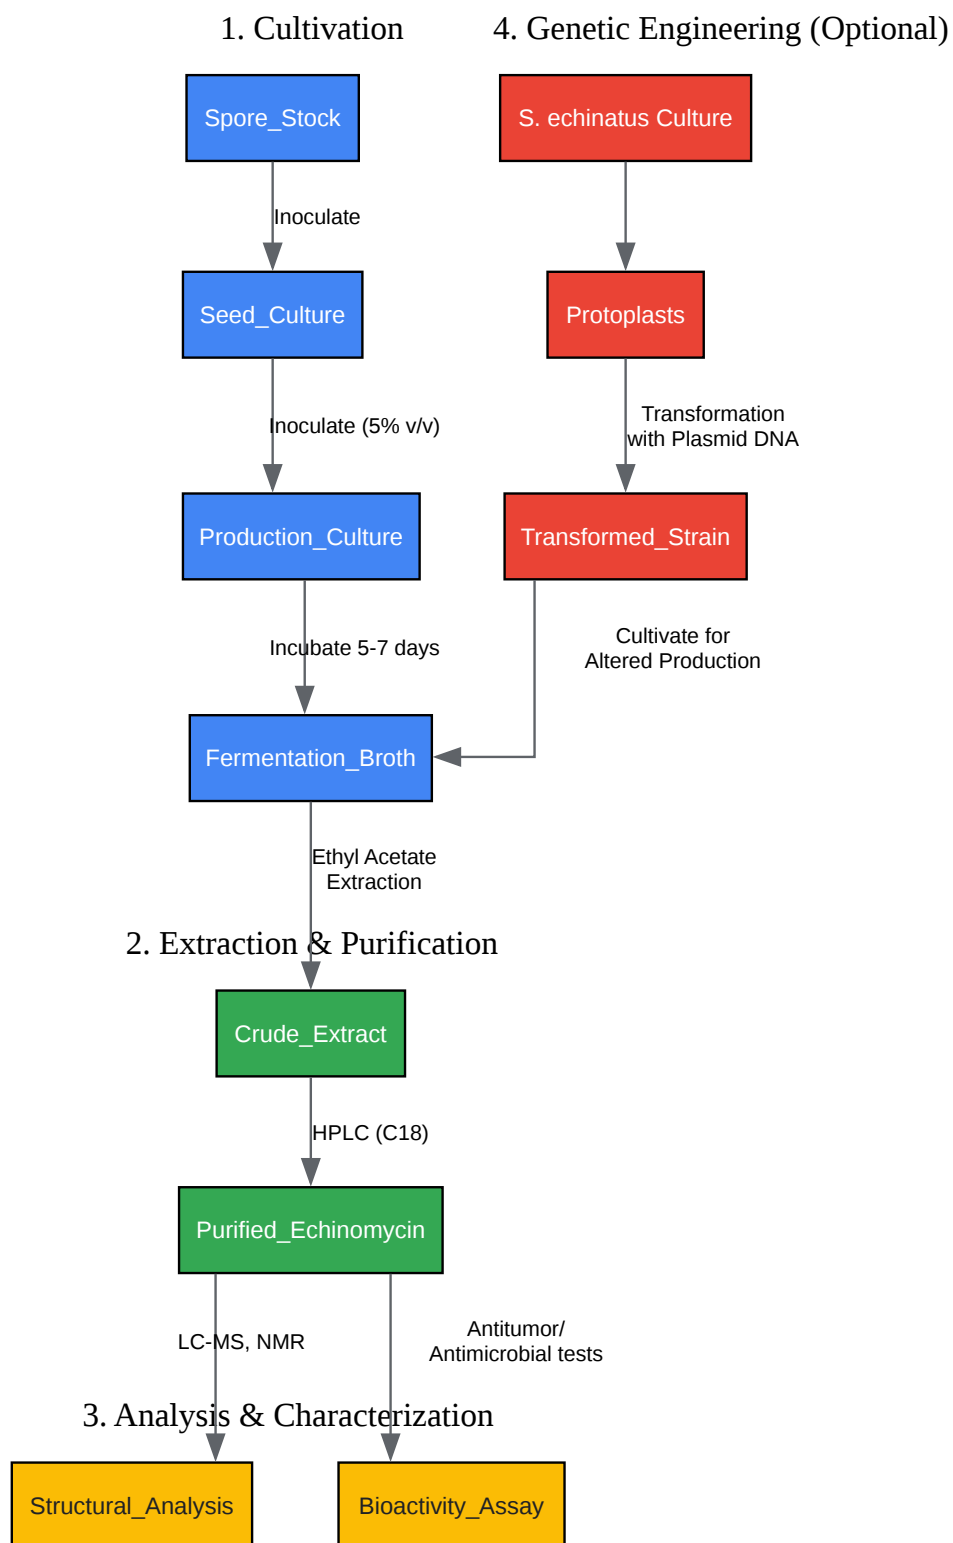 1. Cultivation
4. Genetic Engineering (Optional)
Spore_Stock
S. echinatus Culture
Inoculate
Seed_Culture
Protoplasts
Inoculate (5% v/v)
Transformation
with Plasmid DNA
Production_Culture
Transformed_Strain
Incubate 5-7 days
Cultivate for
Altered Production
Fermentation_Broth
Ethyl Acetate
Extraction
2. Extraction & Purification
Crude_Extract
HPLC (C18)
Purified_Echinomycin
LC-MS, NMR
Antitumor/
Antimicrobial tests
3. Analysis & Characterization
Structural_Analysis
Bioactivity_Assay